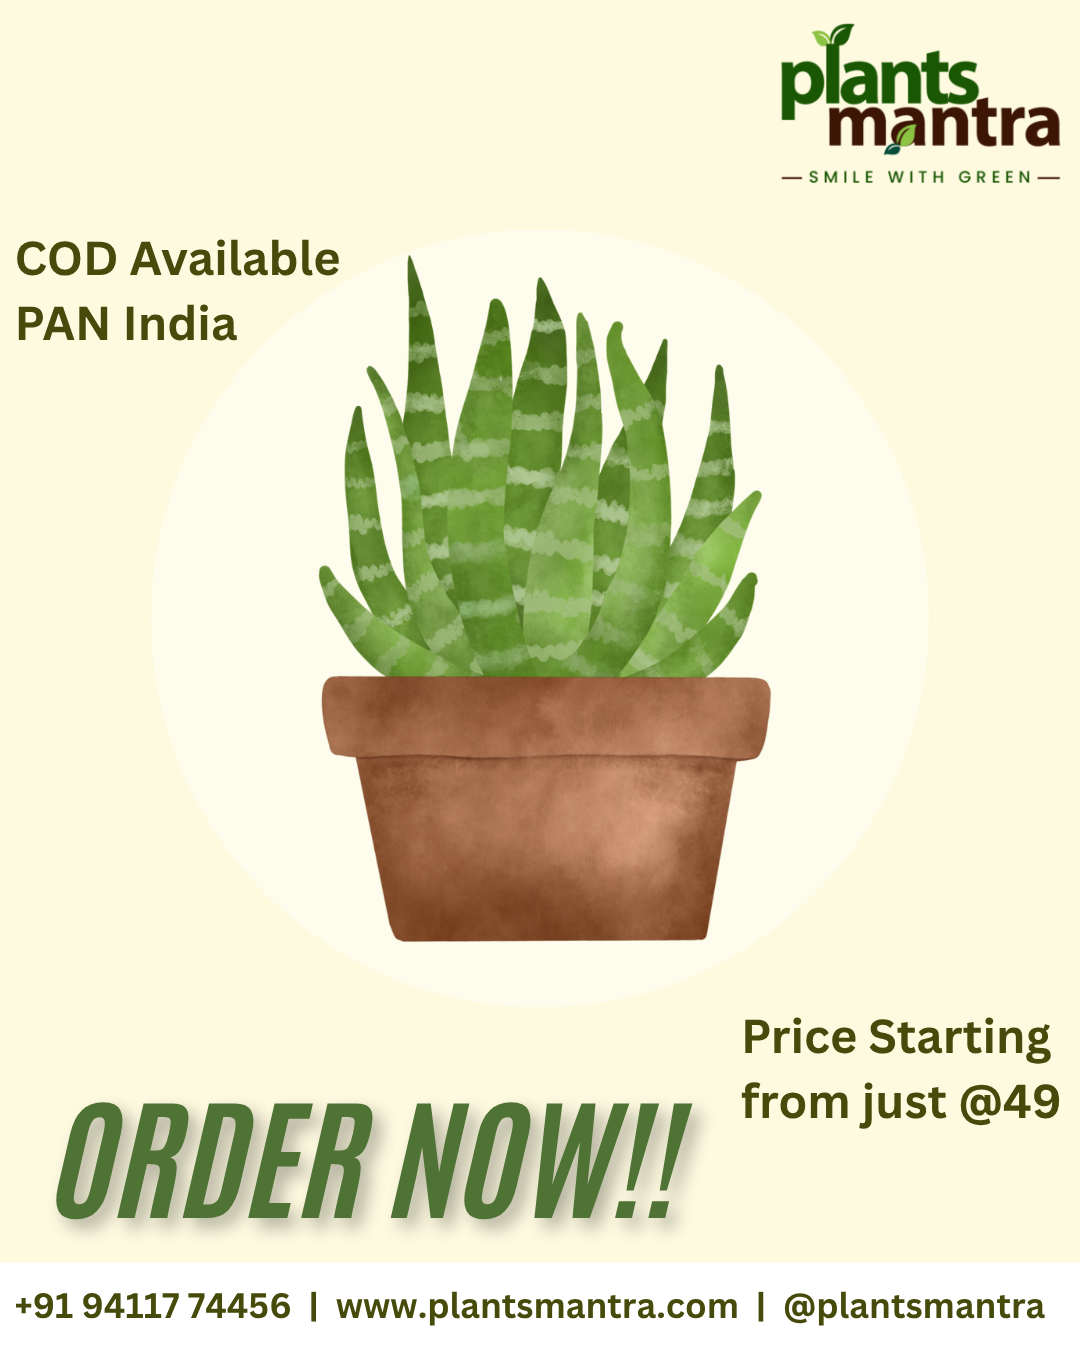 plants
mantra
SMILE WITH GREEN
COD Available
PAN India
Price Starting
from just @49
ORDER NOW!!
+91 94117 74456 | www.plantsmantra.com | @plantsmantra